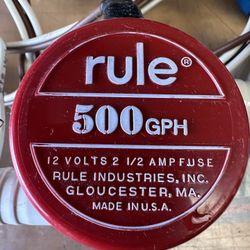 rule®
500 GPH
12 VOLTS 2 1/2 AMP FUSE
RULE INDUSTRIES, INC.
GLOUCESTER, MA.
MADE IN U.S.A.